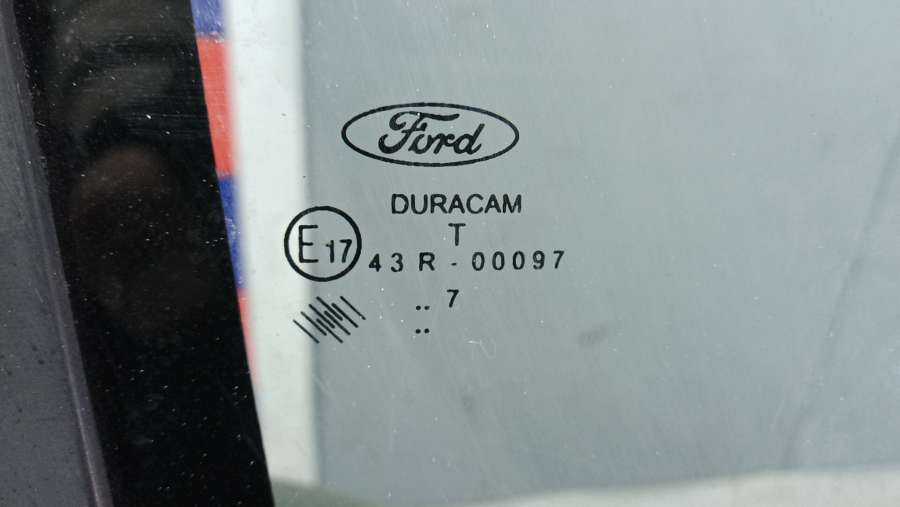 Ford
DURACAM
T
E17
43R-00097
.. 7
..